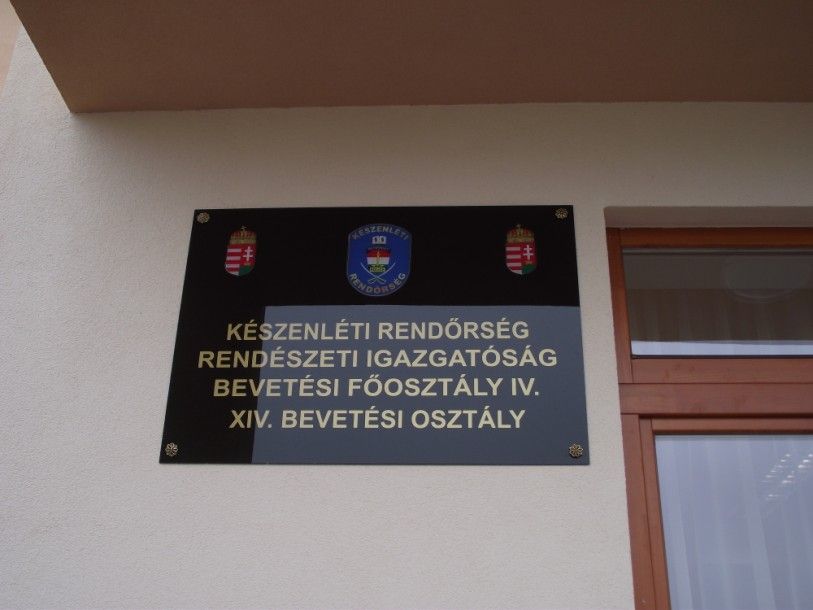 KÉSZENLÉTI
RENDŐRSÉG
KÉSZENLÉTI RENDŐRSÉG
RENDÉSZETI IGAZGATÓSÁG
BEVETÉSI FŐOSZTÁLY IV.
XIV. BEVETÉSI OSZTÁLY